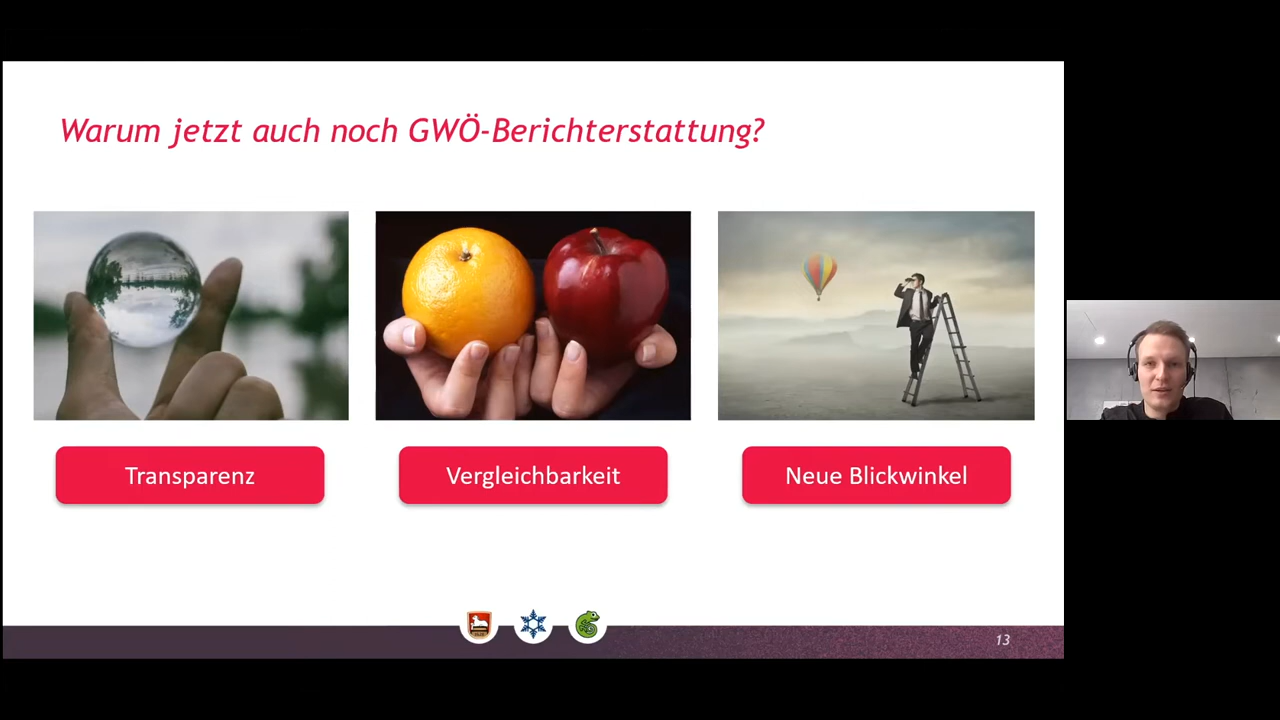 Warum jetzt auch noch GWÖ-Berichterstattung?
Transparenz
Vergleichbarkeit
Neue Blickwinkel
13